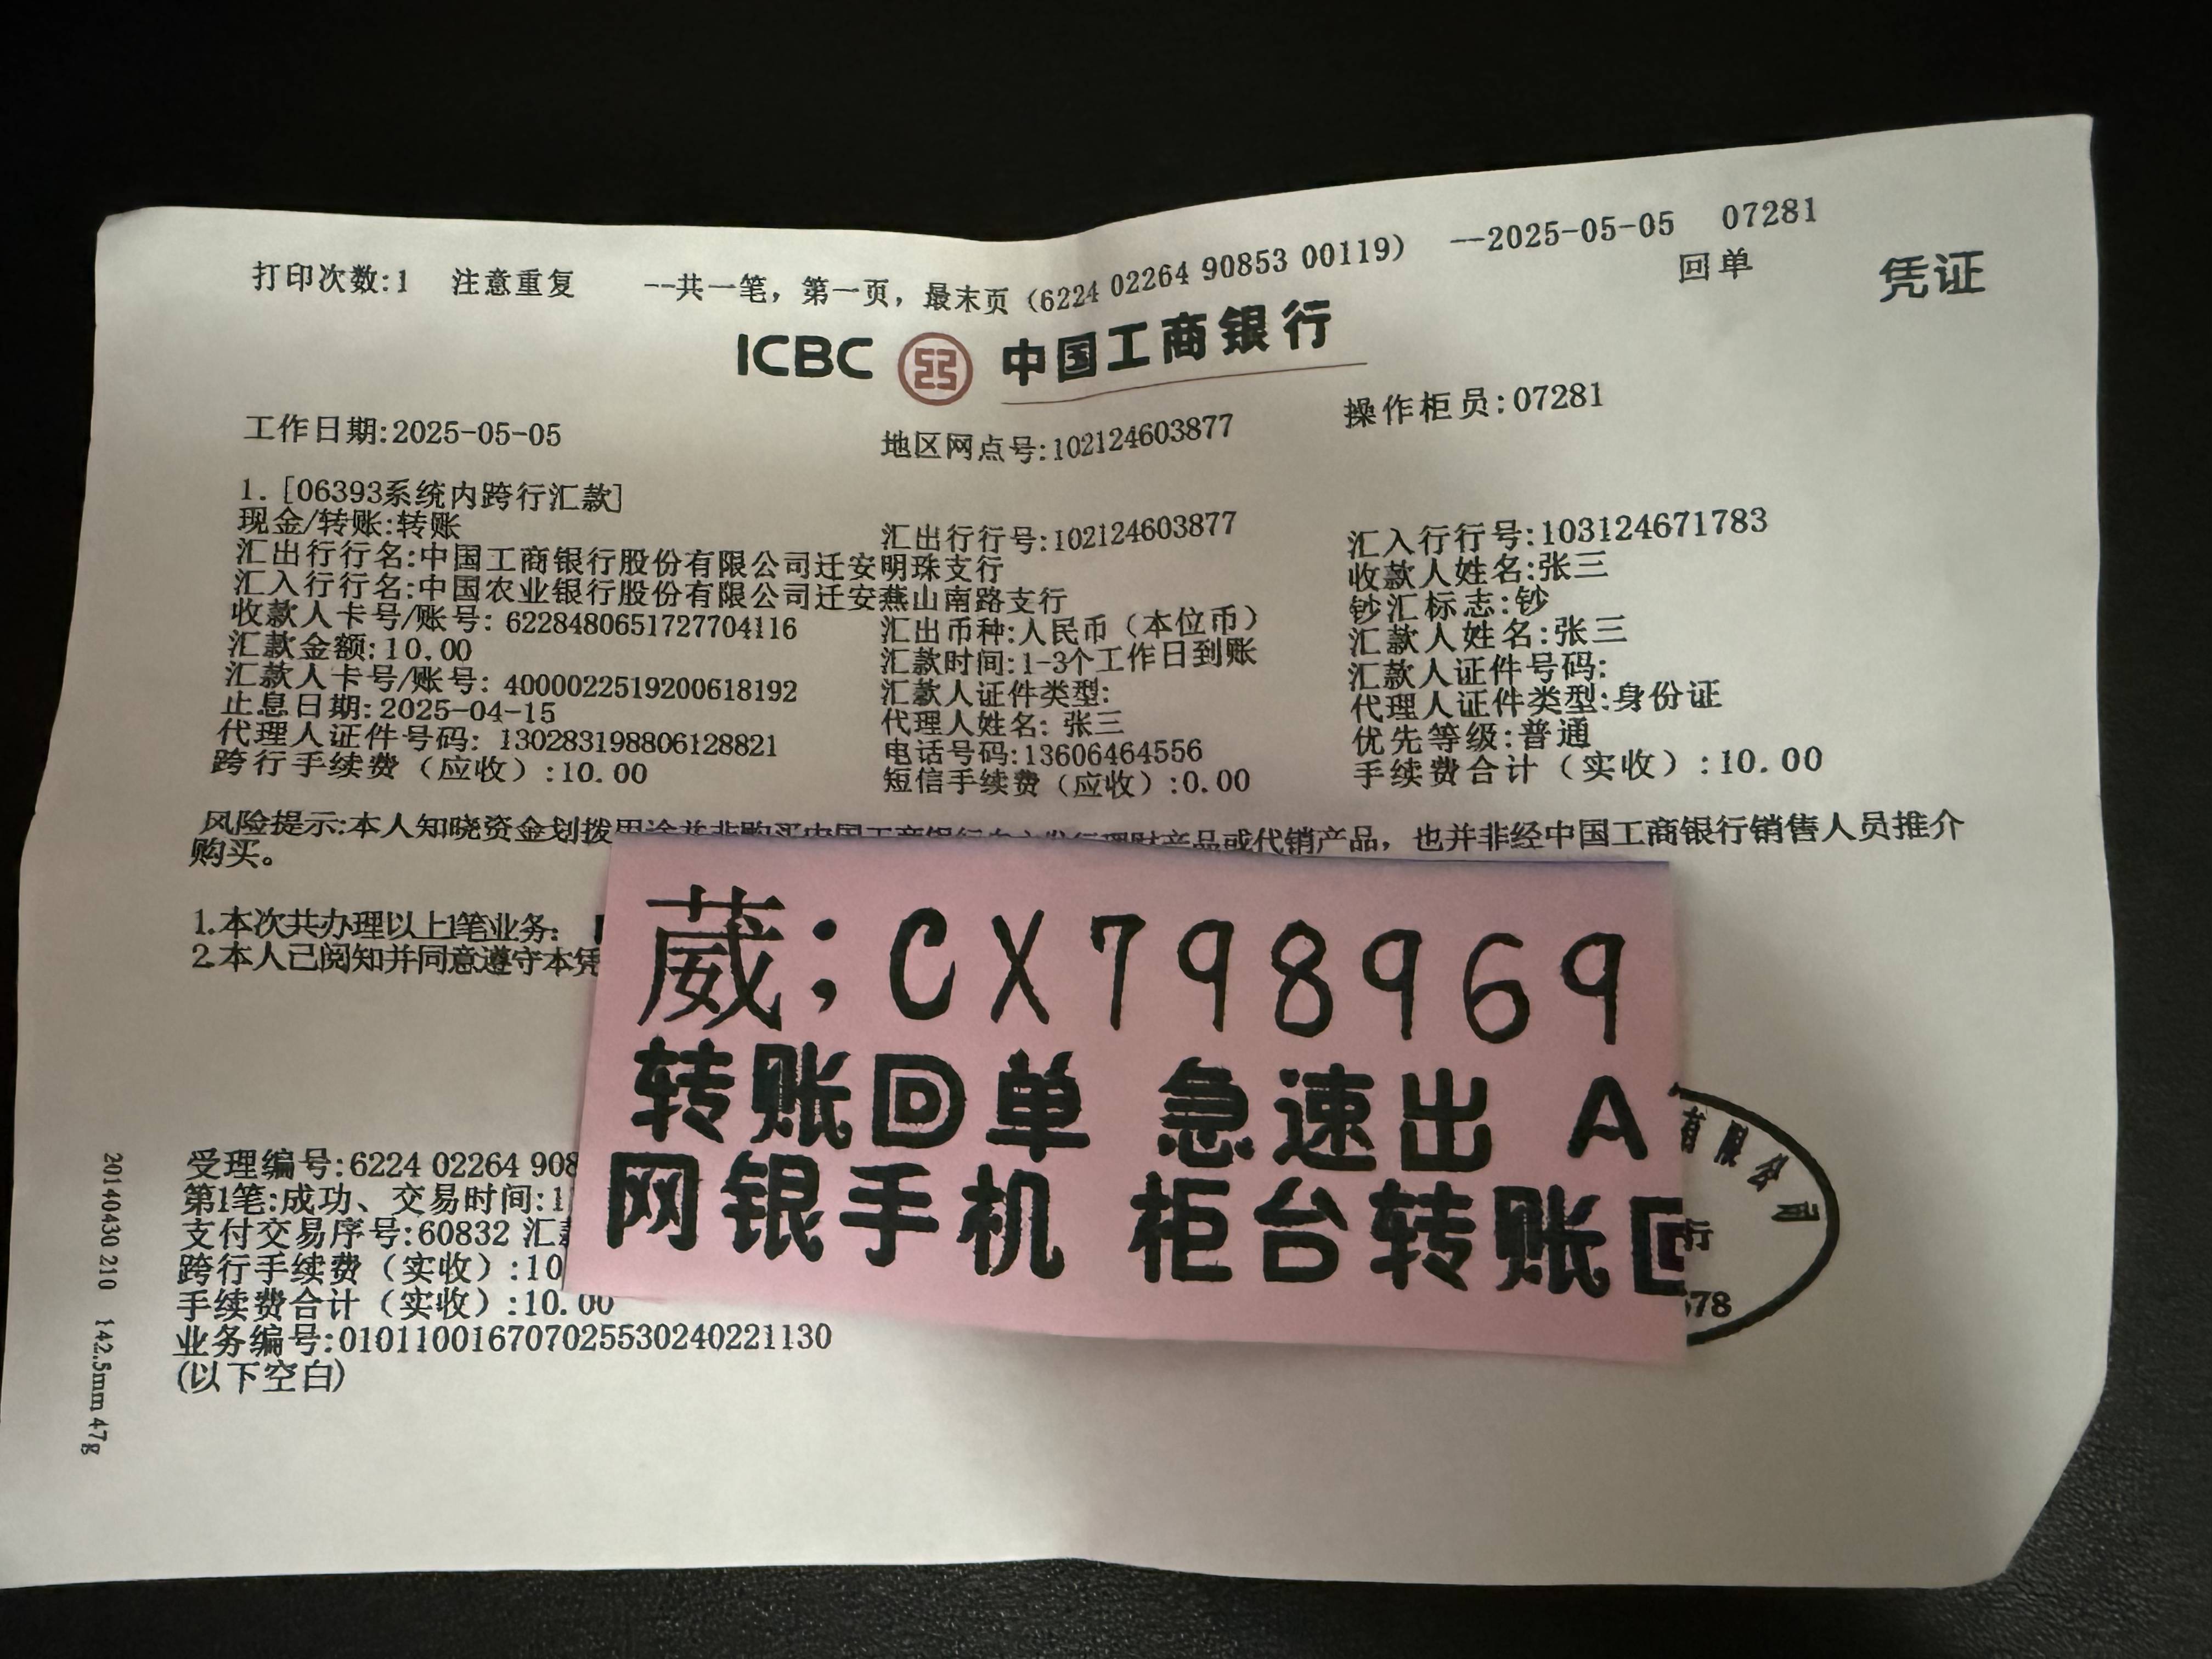 打印次数:1 注意重复 --共一笔，第一页，最末页（6224 02264 90853 00119） —2025-05-05 07281
回单
凭证
ICBC 中国工商银行
工作日期:2025-05-05 地区网点号:102124603877 操作柜员:07281
1. [06393系统内跨行汇款]
现金/转账:转账 汇出行行号:102124603877 汇入行行号:103124671783
汇出行行名:中国工商银行股份有限公司迁安明珠支行 收款人姓名:张三
汇入行行名:中国农业银行股份有限公司迁安燕山南路支行 钞汇标志:钞
收款人卡号/账号: 6228480651727704116 汇出币种:人民币（本位币） 汇款人姓名:张三
汇款金额:10.00 汇款时间:1-3个工作日到账 汇款人证件号码:
汇款人卡号/账号: 4000022519200618192 汇款人证件类型: 代理人证件类型:身份证
止息日期:2025-04-15 代理人姓名: 张三 优先等级:普通
代理人证件号码: 130283198806128821 电话号码:13606464556 手续费合计（实收）:10.00
跨行手续费（应收）:10.00 短信手续费（应收）:0.00
风险提示:本人知晓资金划拨用途并非购买中国工商银行自主发行理财产品或代销产品，也并非经中国工商银行销售人员推介
购买。
1.本次共办理以上1笔业务:
2.本人已阅知并同意遵守本凭
葳;CX798969
转账回单 急速出 A
网银手机 柜台转账回
有限公司
行
78
受理编号:6224 02264 908
第1笔:成功、交易时间:1
支付交易序号:60832 汇
跨行手续费（实收）:10
手续费合计（实收）:10.00
业务编号:0101100167070255302402​21130
(以下空白)
20140430 210 142.5mm 47g